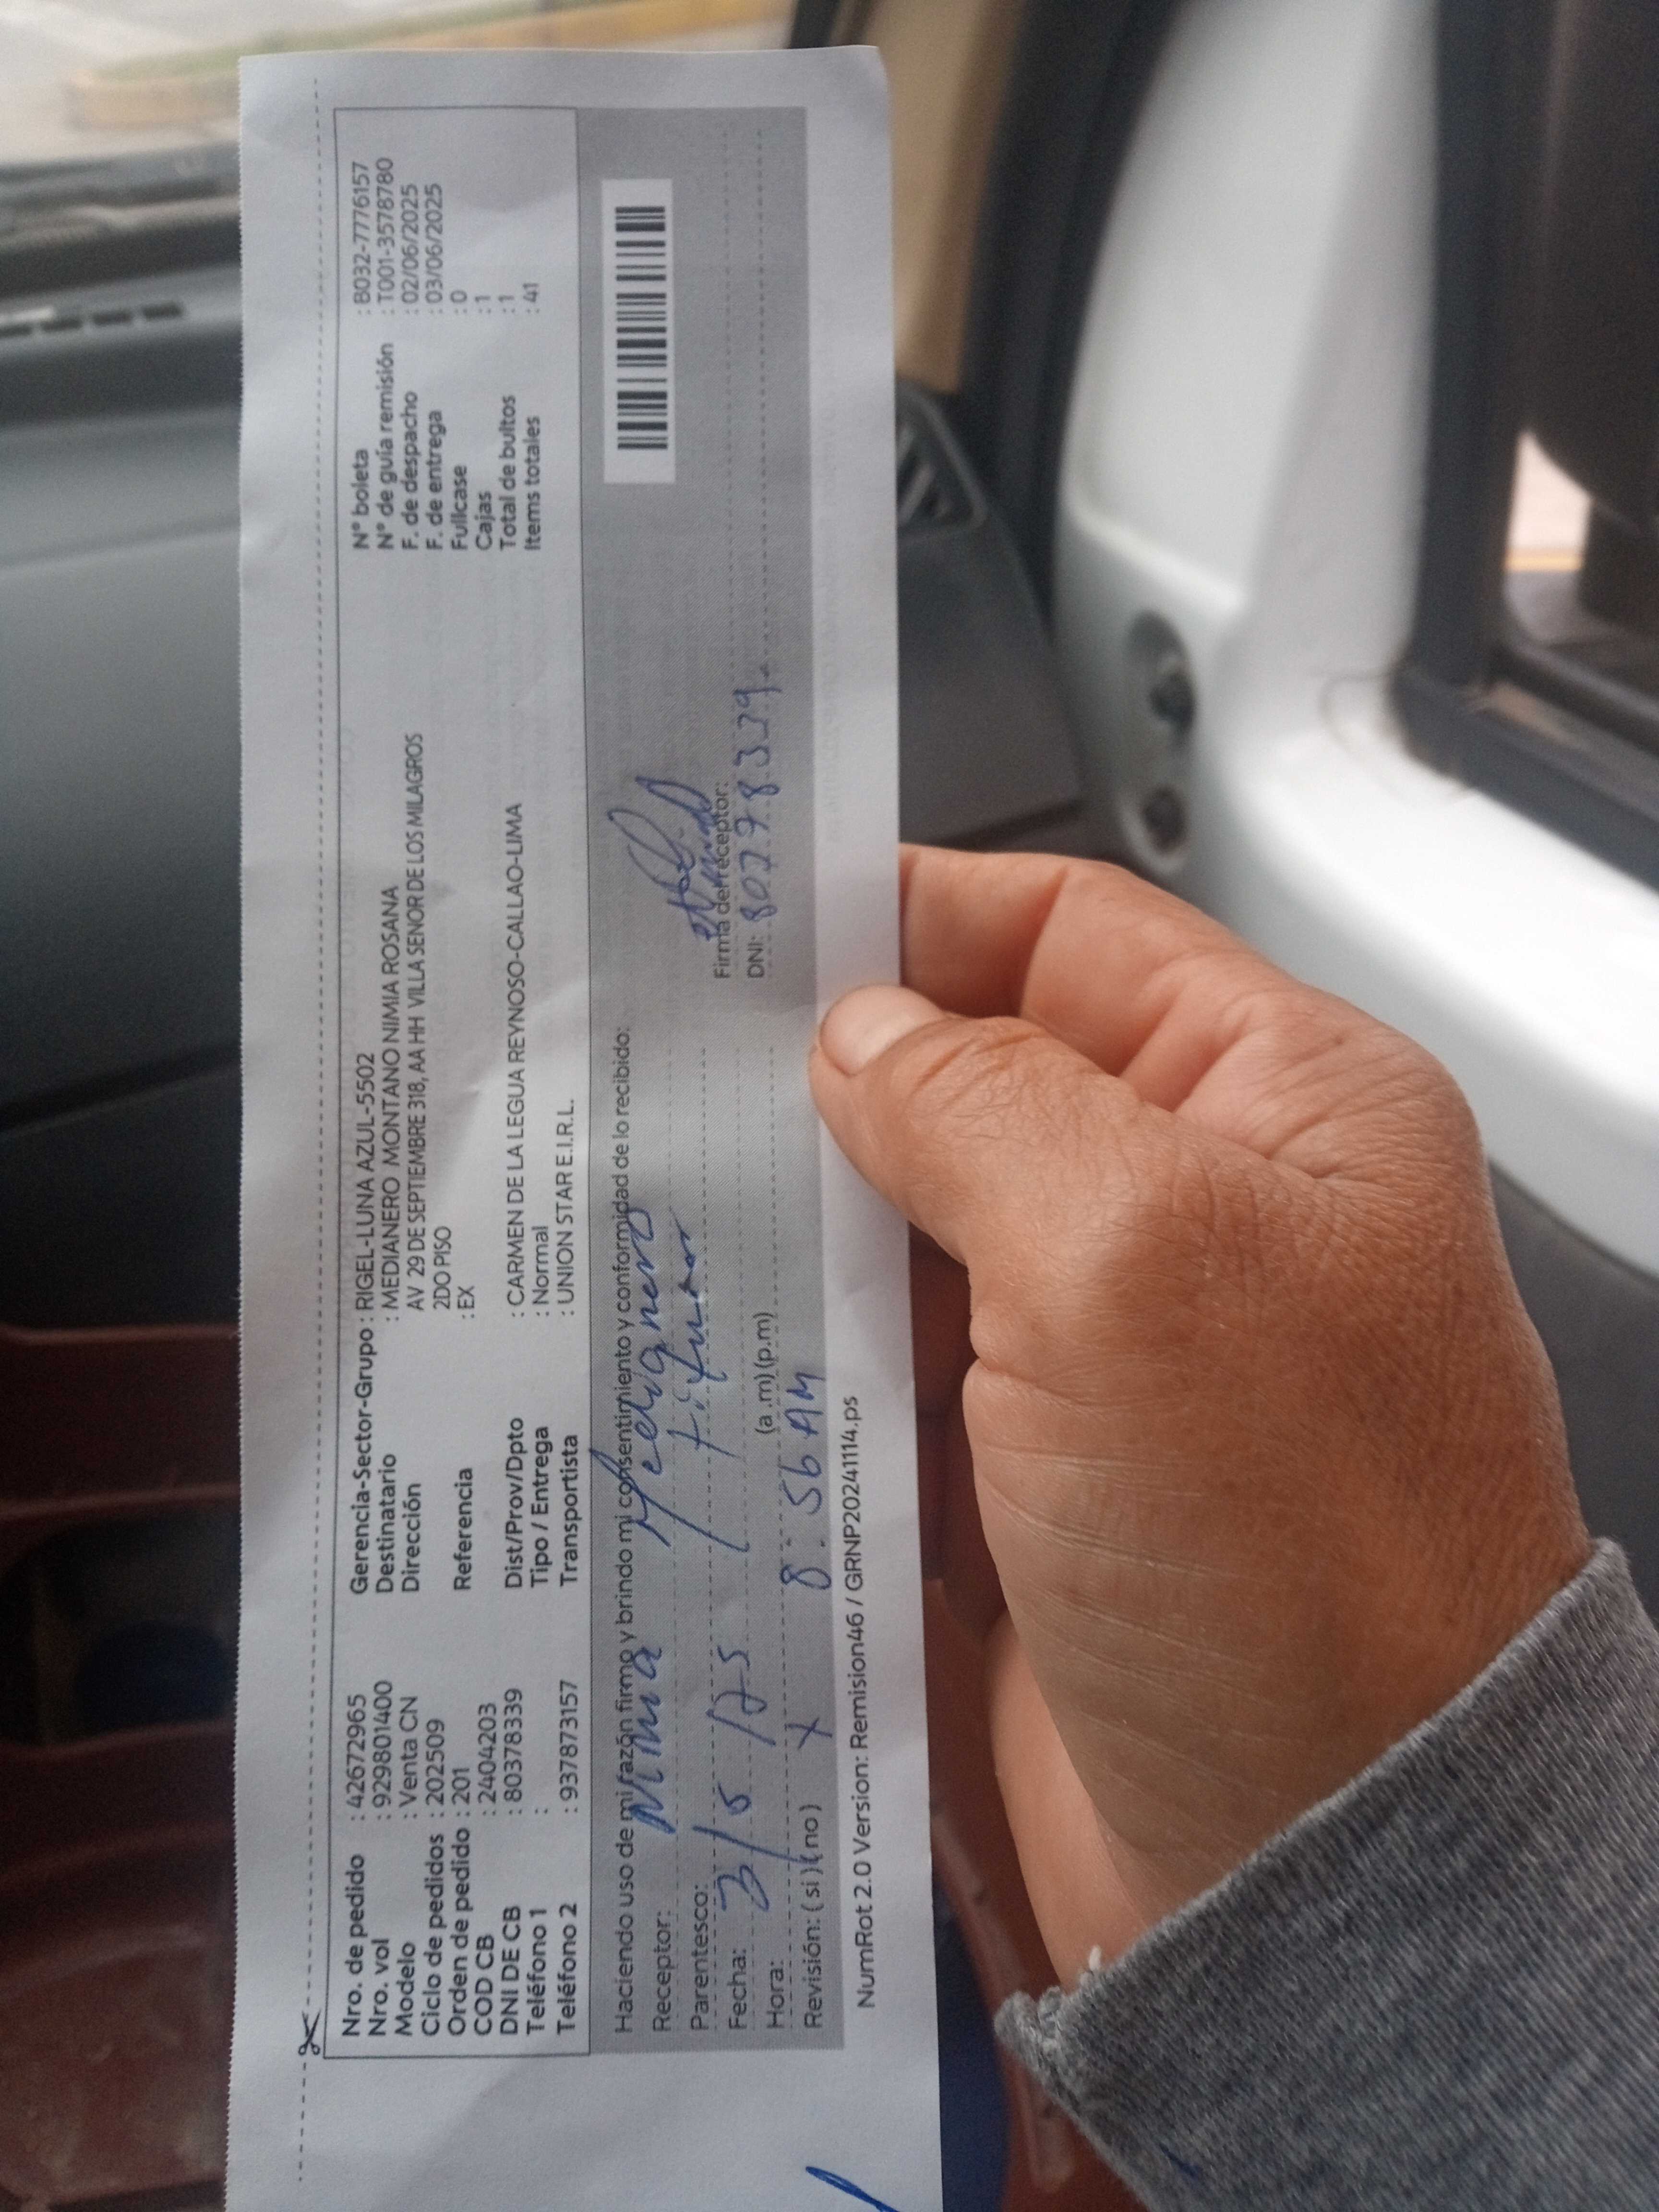 Nro. de pedido : 42672965
Nro. vol : 929801400
Modelo : Venta CN
Ciclo de pedidos : 202509
Orden de pedido : 201
COD CB : 2404203
DNI DE CB : 80378339
Teléfono 1 :
Teléfono 2 : 937873157
Gerencia-Sector-Grupo : RIGEL-LUNA AZUL-5502
Destinatario : MEDIANERO MONTANO NIMIA ROSANA
Dirección AV 29 DE SEPTIEMBRE 318, AA HH VILLA SENOR DE LOS MILAGROS
2DO PISO
Referencia : EX
Dist/Prov/Dpto : CARMEN DE LA LEGUA REYNOSO-CALLAO-LIMA
Tipo / Entrega : Normal
Transportista : UNION STAR E.I.R.L.
N° boleta : B032-7776157
N° de guía remisión : T001-3578780
F. de despacho : 02/06/2025
F. de entrega : 03/06/2025
Fullcase : 0
Cajas : 1
Total de bultos : 1
Items totales : 41
Haciendo uso de mi razón firmo y brindo mi consentimiento y conformidad de lo recibido:
Receptor: Nimia Medianero
Parentesco: Titular
Fecha: 3/6/25
Hora: 8:56 AM (a.m) (p.m)
Revisión: ( si ) ( no ) X
Firma del receptor:
DNI: 80378339
NumRot 2.0 Version: Remision46 / GRNP20241114.ps